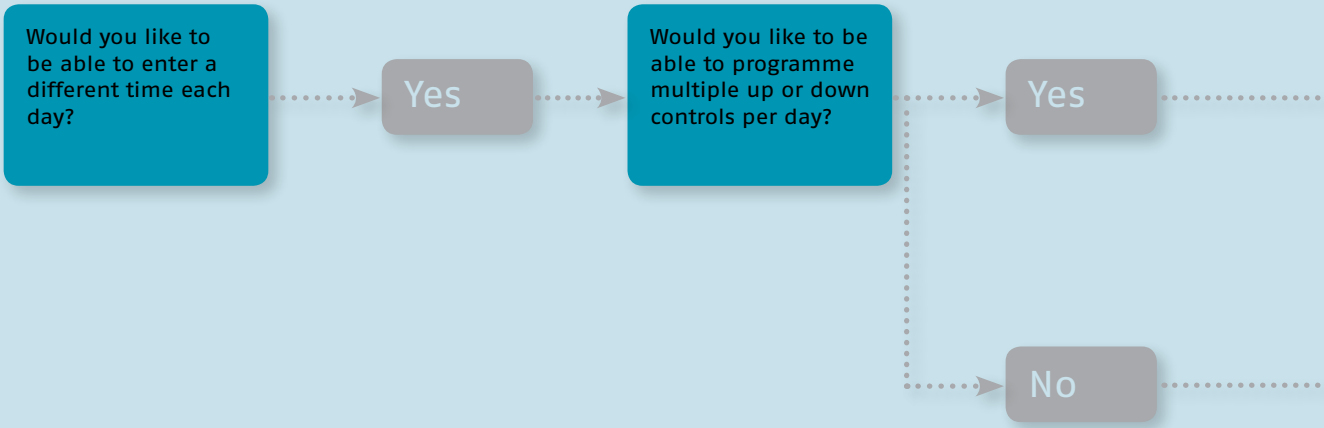 Would you like to
be able to enter a
different time each
day?
Yes
Would you like to be
able to programme
multiple up or down
controls per day?
Yes
No